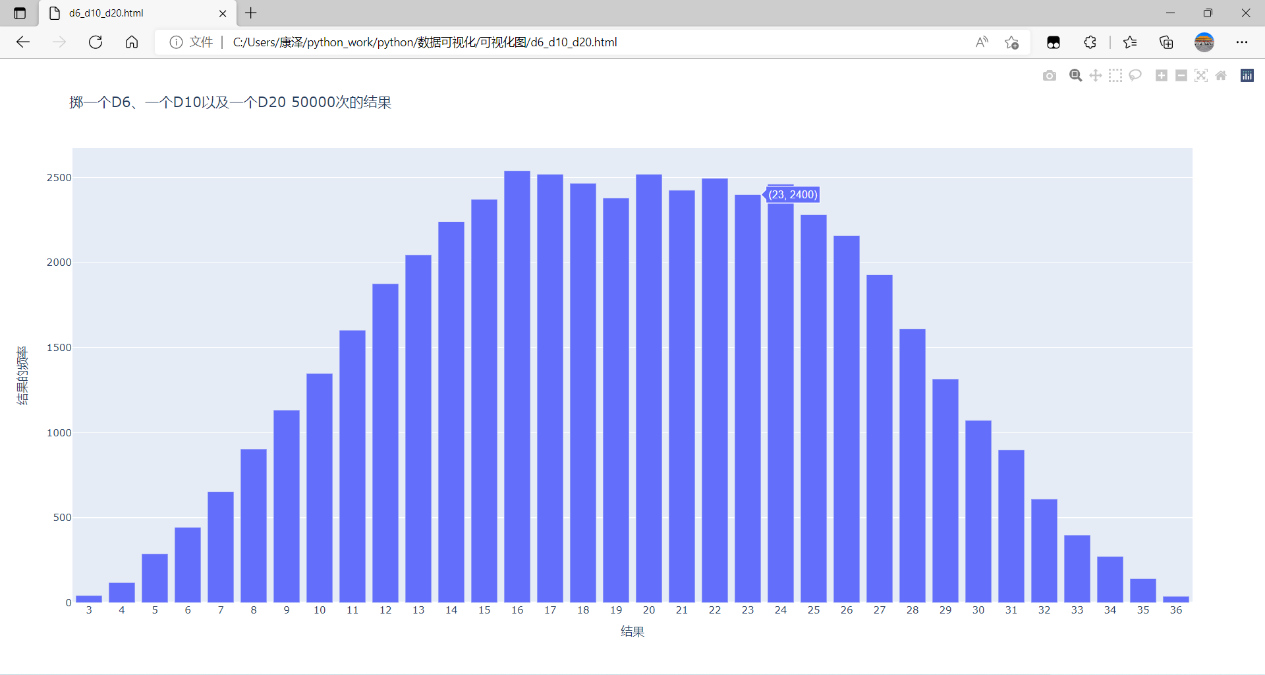 d6_d10_d20.html
文件 | C:/Users/康泽/python_work/python/数据可视化/可视化图/d6_d10_d20.html
掷一个D6、一个D10以及一个D20 50000次的结果
2500
2000
1500
1000
500
0
结果的频率
(23, 2400)
3 4 5 6 7 8 9 10 11 12 13 14 15 16 17 18 19 20 21 22 23 24 25 26 27 28 29 30 31 32 33 34 35 36
结果